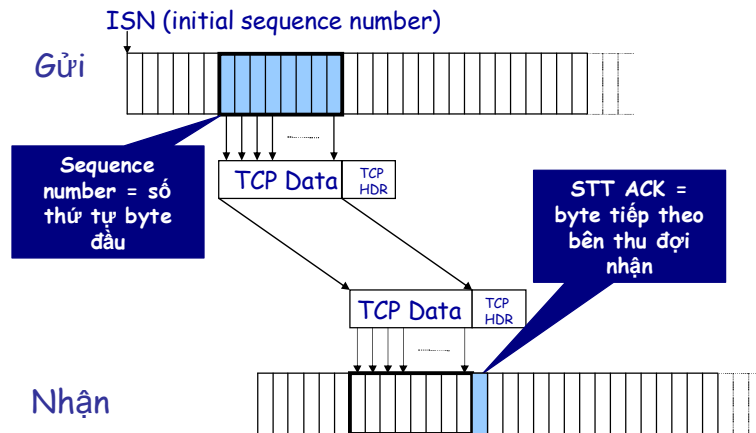 ISN (initial sequence number)
Gửi
Sequence
number = số
thứ tự byte
đầu
TCP Data
TCP
HDR
STT ACK =
byte tiếp theo
bên thu đợi
nhận
TCP Data
TCP
HDR
Nhận